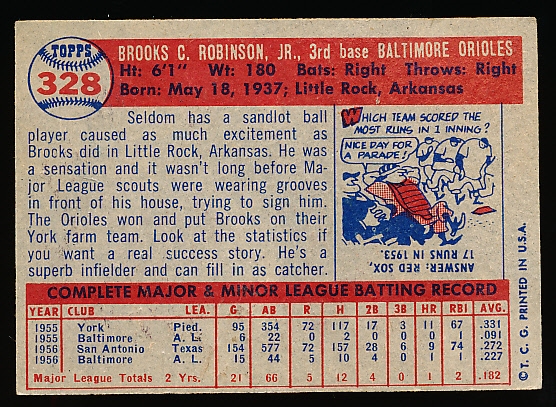 TOPPS
328
BROOKS C. ROBINSON, JR., 3rd base BALTIMORE ORIOLES
Ht: 6'1" Wt: 180 Bats: Right Throws: Right
Born: May 18, 1937; Little Rock, Arkansas
Seldom has a sandlot ball
player caused as much excitement as
Brooks did in Little Rock, Arkansas. He was
a sensation and it wasn't long before Ma-
jor League scouts were wearing grooves
in front of his house, trying to sign him.
The Orioles won and put Brooks on their
York farm team. Look at the statistics if
you want a real success story. He's a
superb infielder and can fill in as catcher.
WHICH TEAM SCORED THE
MOST RUNS IN 1 INNING?
NICE DAY FOR
A PARADE!
ANSWER: RED SOX,
17 RUNS IN 1953.
COMPLETE MAJOR & MINOR LEAGUE BATTING RECORD
YEAR CLUB LEA. G AB R H 2B 3B HR RBI AVG.
1955 York Pied. 95 354 72 117 17 3 11 67 .331
1955 Baltimore A. L. 6 22 0 2 0 0 0 1 .091
1956 San Antonio Texas 154 577 72 157 28 6 9 74 .272
1956 Baltimore A. L. 15 44 5 10 4 0 1 1 .227
Major League Totals 2 Yrs. 21 66 5 12 4 0 1 2 .182
© T. C. G. PRINTED IN U.S.A.